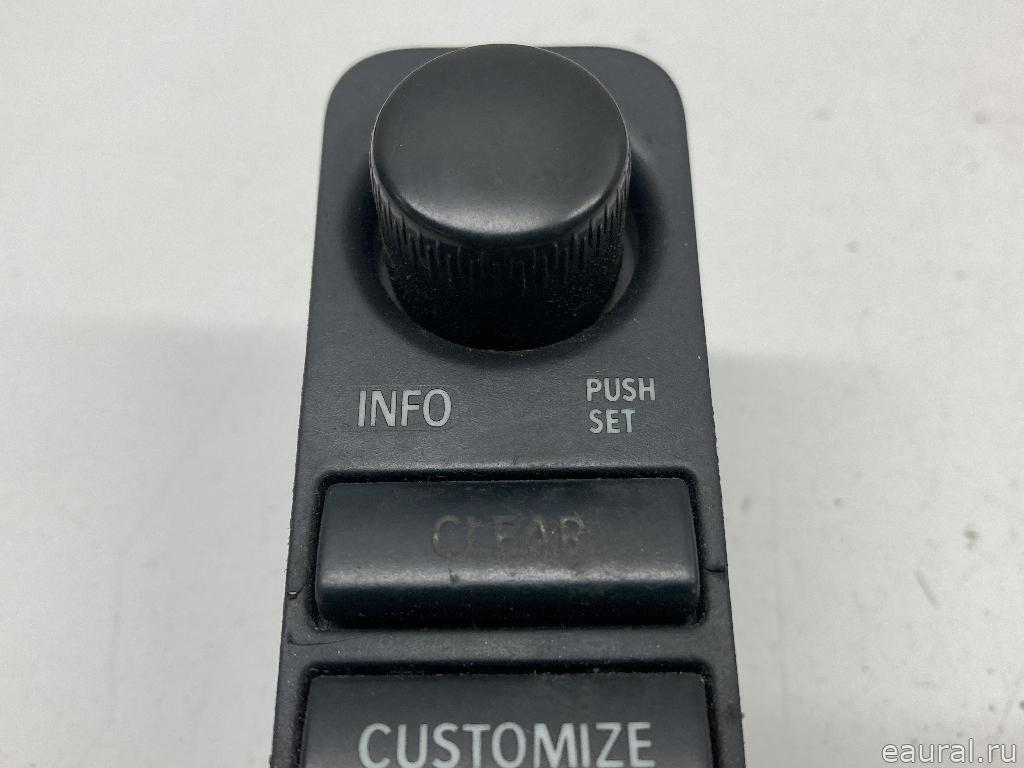 INFO
PUSH
SET
CLEAR
CUSTOMIZE
eaural.ru